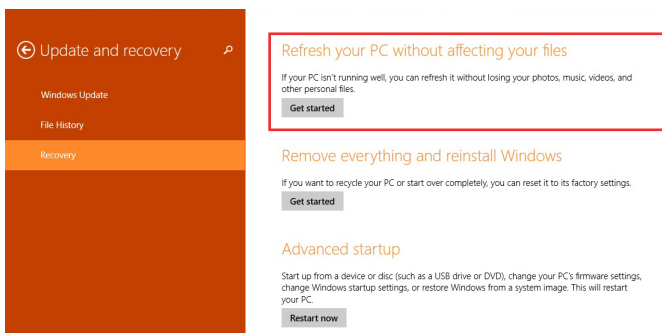 Update and recovery
Windows Update
File History
Recovery
Refresh your PC without affecting your files
If your PC isn't running well, you can refresh it without losing your photos, music, videos, and
other personal files.
Get started
Remove everything and reinstall Windows
If you want to recycle your PC or start over completely, you can reset it to its factory settings.
Get started
Advanced startup
Start up from a device or disc (such as a USB drive or DVD), change your PC's firmware settings,
change Windows startup settings, or restore Windows from a system image. This will restart
your PC.
Restart now